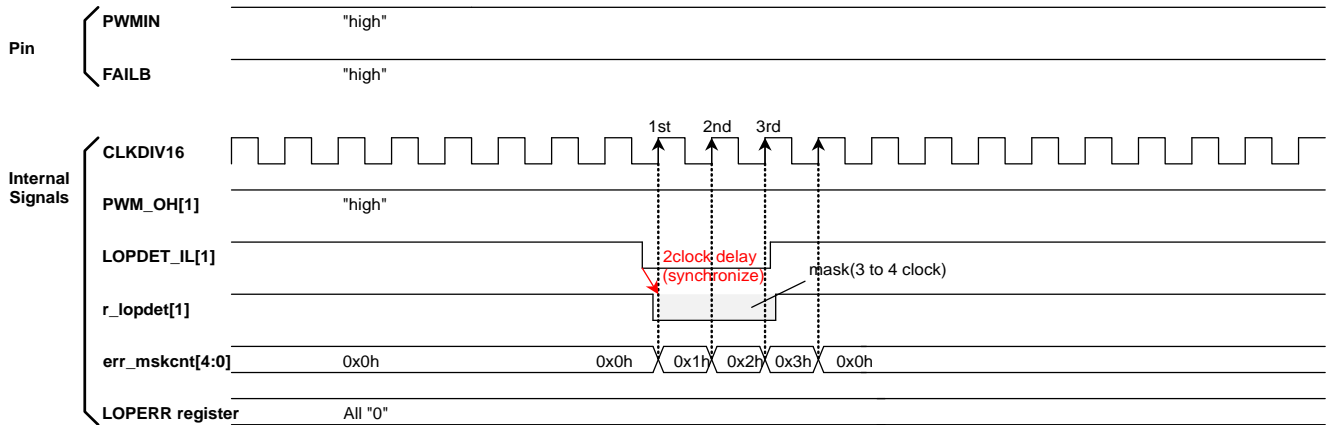 PWMIN "high"
Pin
FAILB "high"
1st 2nd 3rd
CLKDIV16
Internal
Signals
PWM_OH[1] "high"
LOPDET_IL[1]
2clock delay
(synchronize)
mask(3 to 4 clock)
r_lopdet[1]
err_mskcnt[4:0] 0x0h 0x0h 0x1h 0x2h 0x3h 0x0h
LOPERR register All "0"